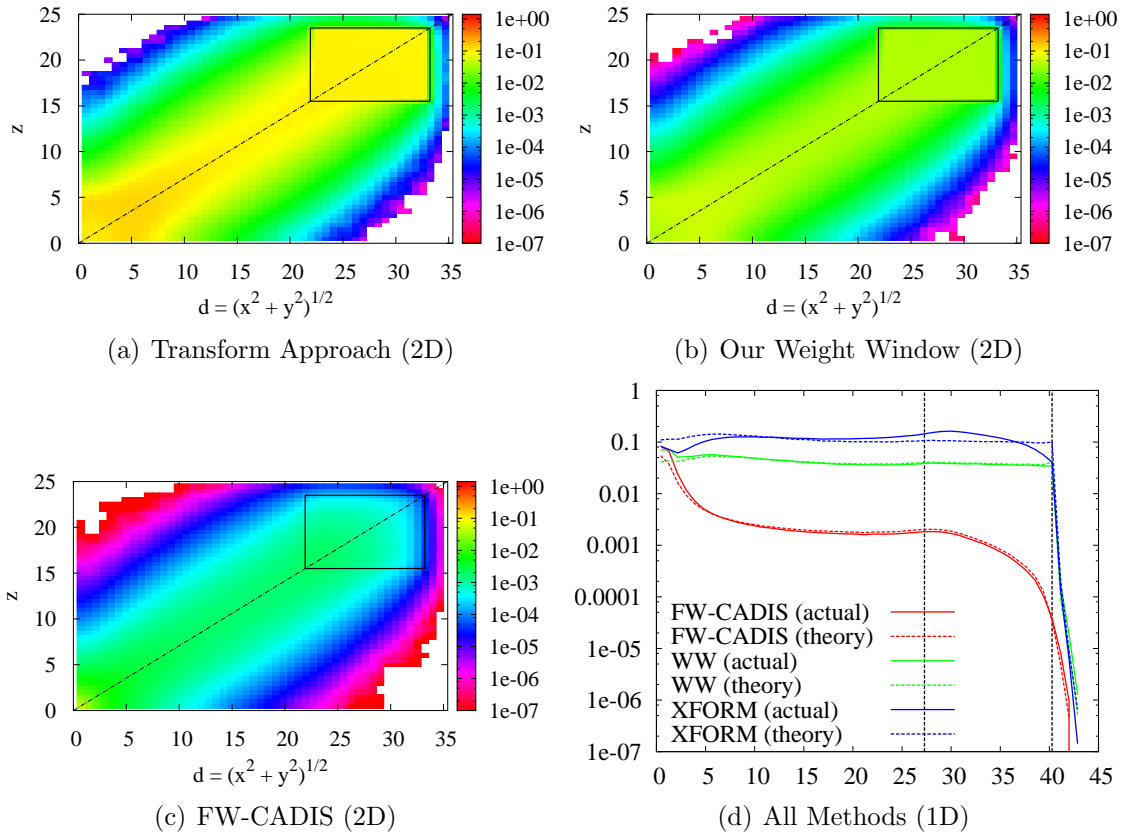 25
20
15
10
5
0
z
0 5 10 15 20 25 30 35
d = (x² + y²)^1/2
1e+00
1e-01
1e-02
1e-03
1e-04
1e-05
1e-06
1e-07
(a) Transform Approach (2D)
25
20
15
10
5
0
z
0 5 10 15 20 25 30 35
d = (x² + y²)^1/2
1e+00
1e-01
1e-02
1e-03
1e-04
1e-05
1e-06
1e-07
(b) Our Weight Window (2D)
25
20
15
10
5
0
z
0 5 10 15 20 25 30 35
d = (x² + y²)^1/2
1e+00
1e-01
1e-02
1e-03
1e-04
1e-05
1e-06
1e-07
(c) FW-CADIS (2D)
1
0.1
0.01
0.001
0.0001
1e-05
1e-06
1e-07
FW-CADIS (actual)
FW-CADIS (theory)
WW (actual)
WW (theory)
XFORM (actual)
XFORM (theory)
0 5 10 15 20 25 30 35 40 45
(d) All Methods (1D)